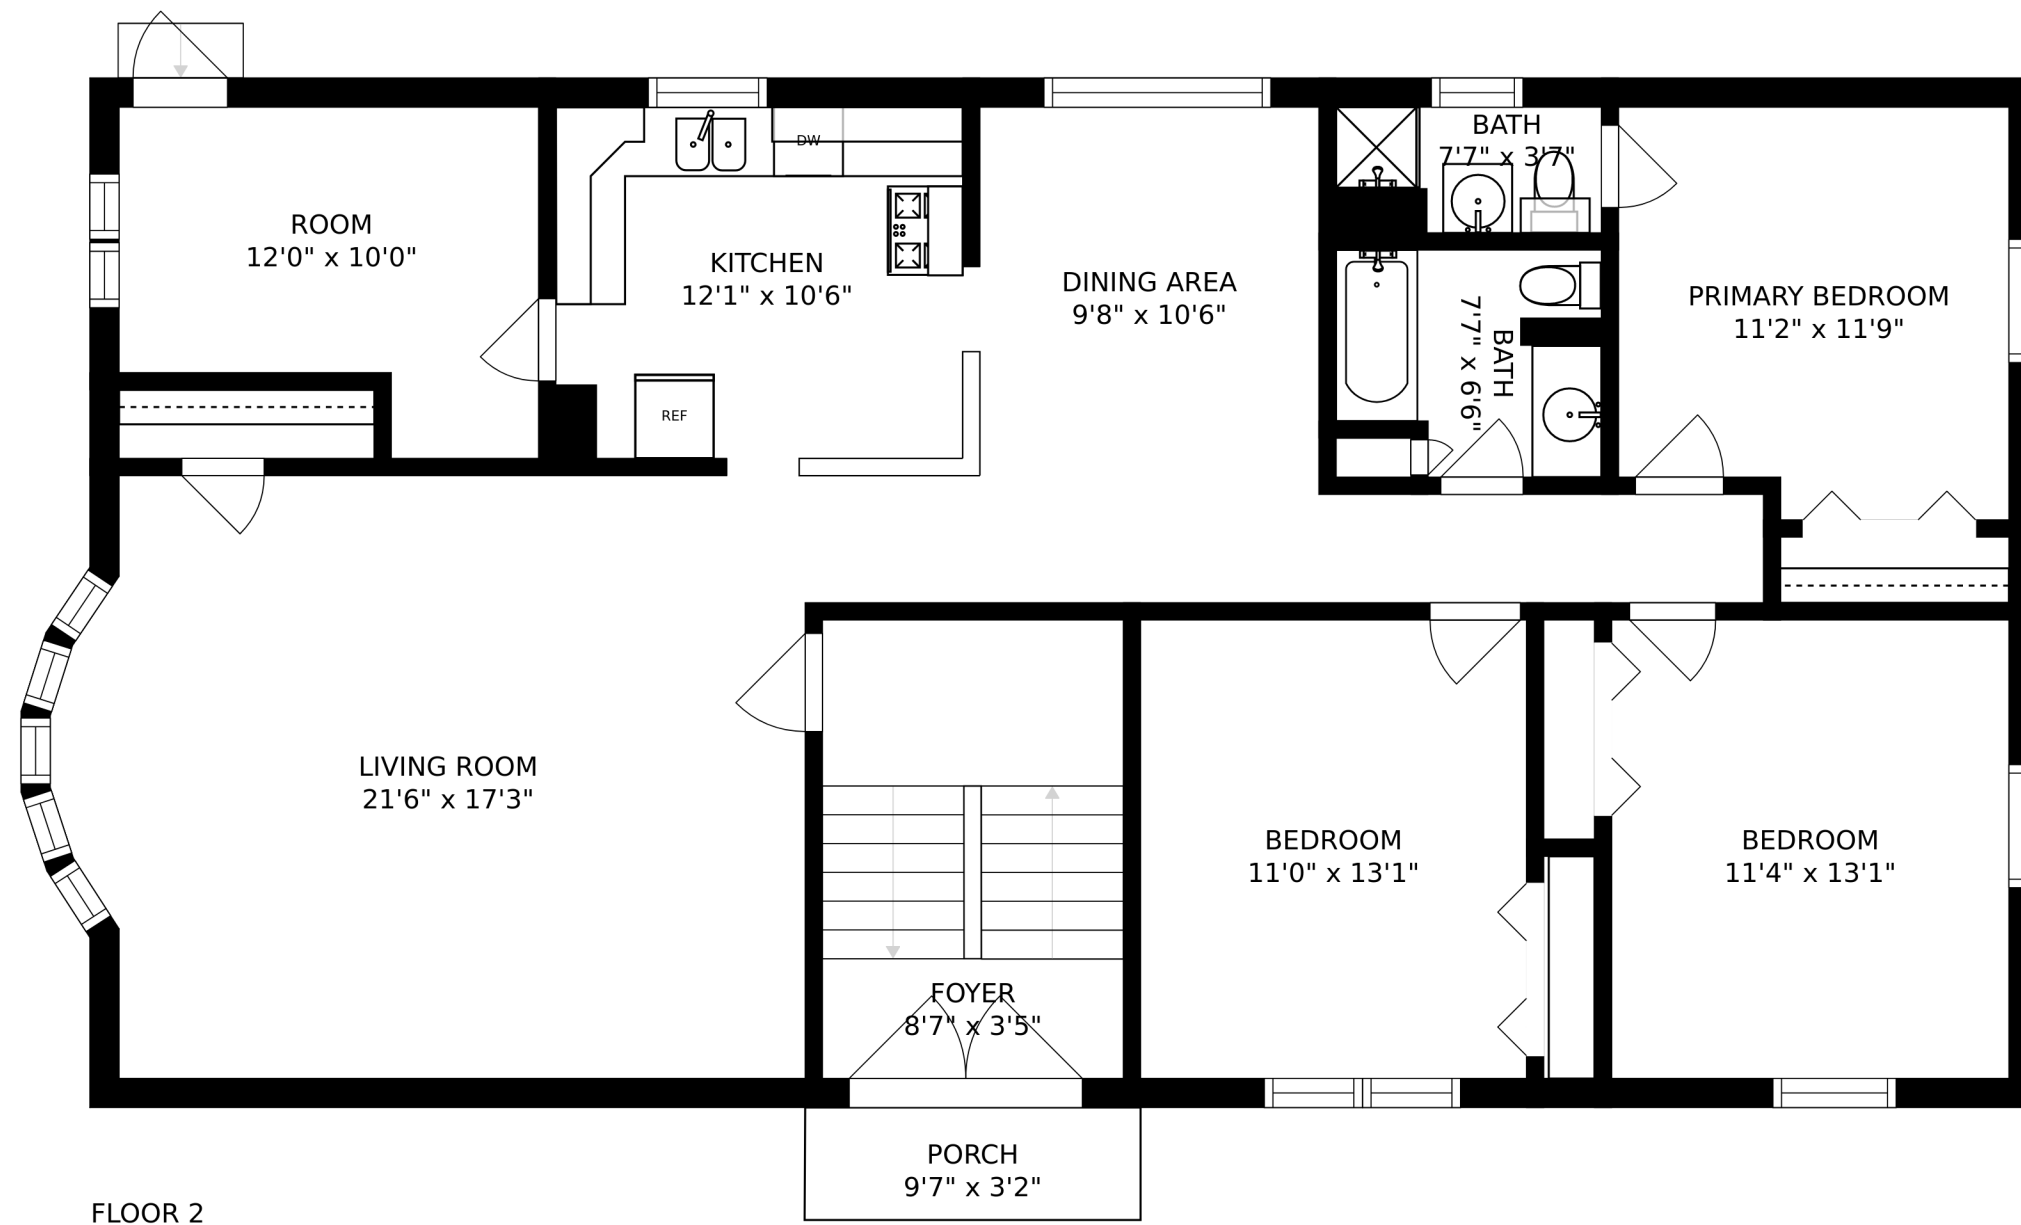 BATH
7'7" x 3'7"
DW
ROOM
12'0" x 10'0"
KITCHEN
12'1" x 10'6"
DINING AREA
9'8" x 10'6"
PRIMARY BEDROOM
11'2" x 11'9"
BATH
7'7" x 6'6"
REF
LIVING ROOM
21'6" x 17'3"
BEDROOM
11'0" x 13'1"
BEDROOM
11'4" x 13'1"
FOYER
8'7" x 3'5"
PORCH
9'7" x 3'2"
FLOOR 2